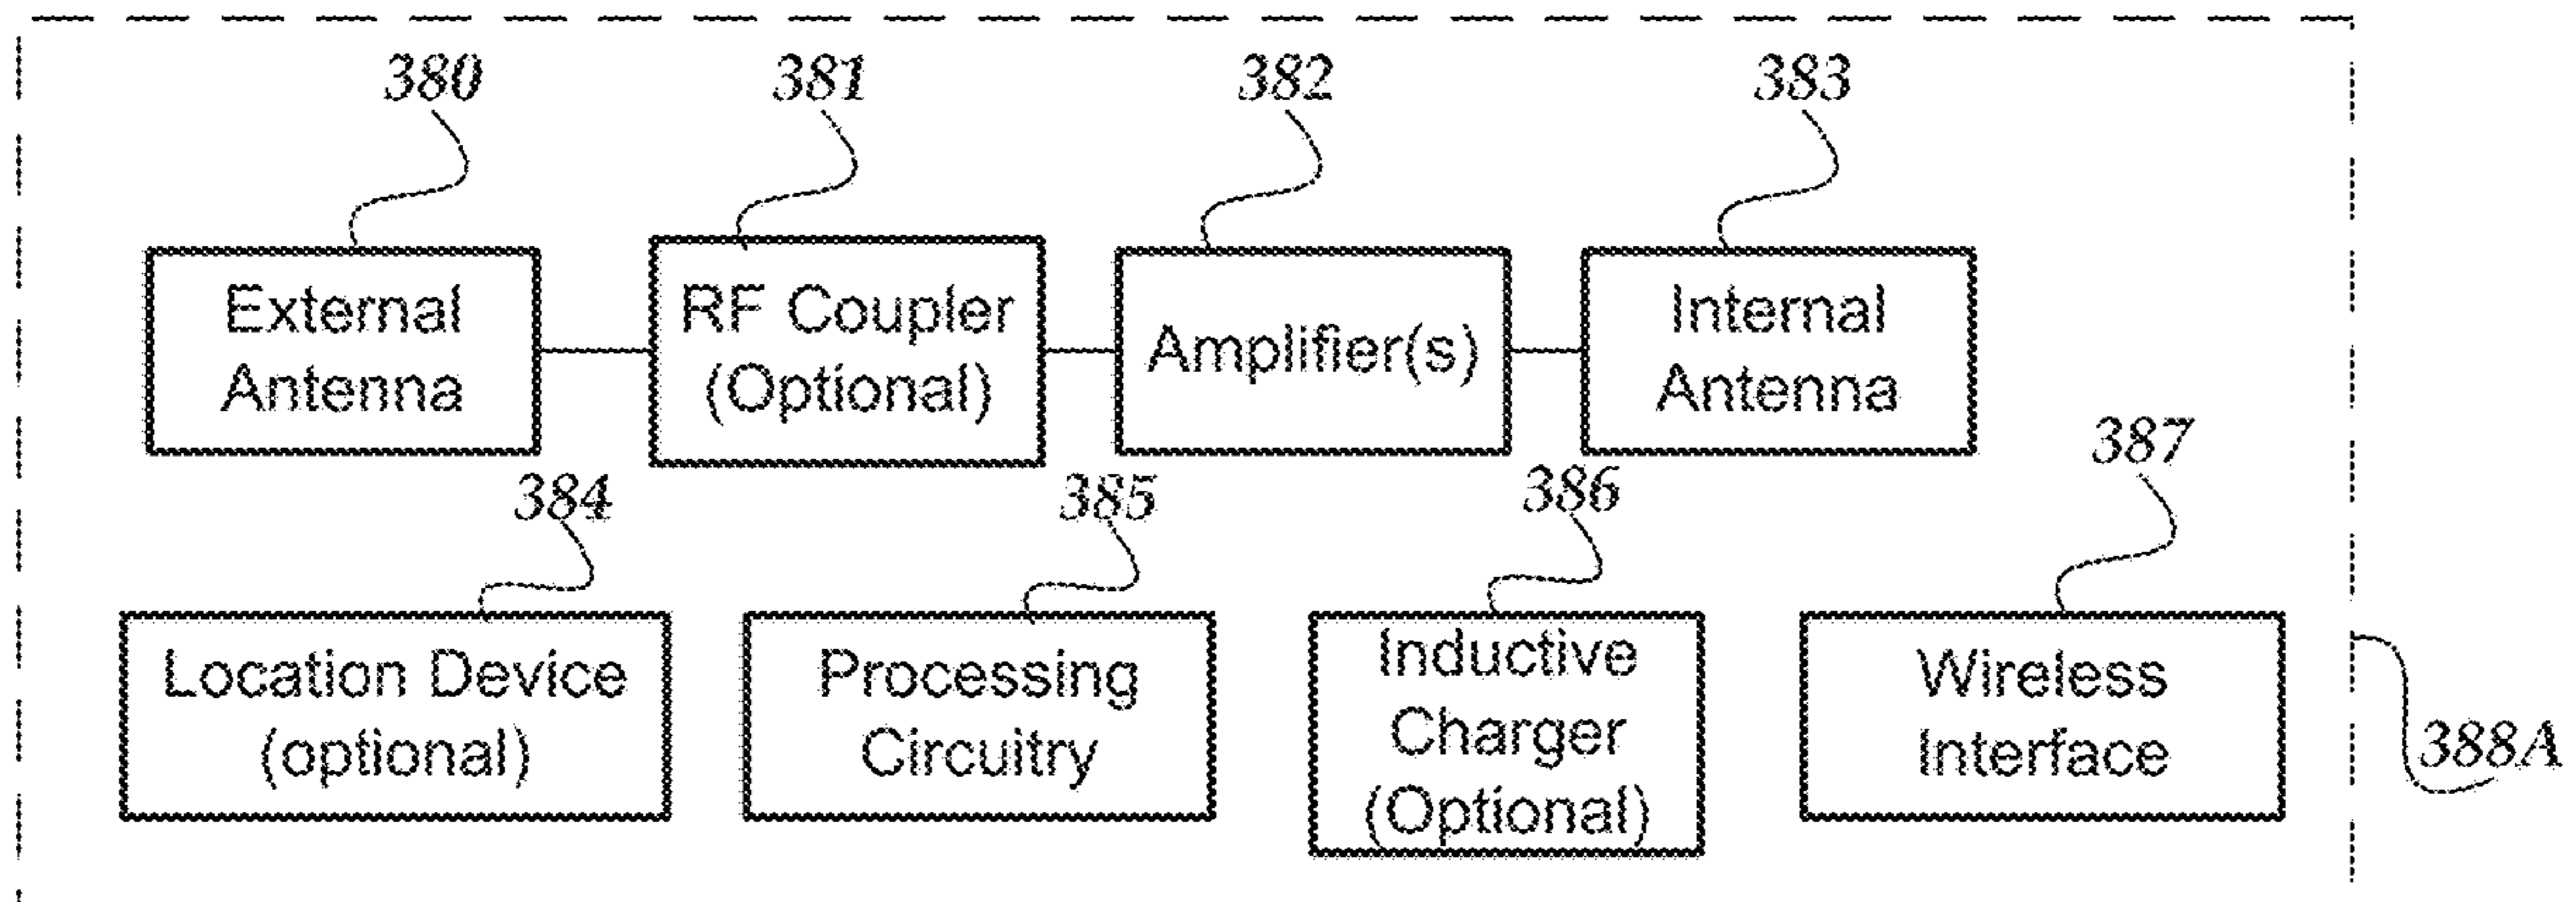 380
381
382
383
External
Antenna
RF Coupler
(Optional)
Amplifier(s)
Internal
Antenna
384
385
386
387
Location Device
(optional)
Processing
Circuitry
Inductive
Charger
(Optional)
Wireless
Interface
388A